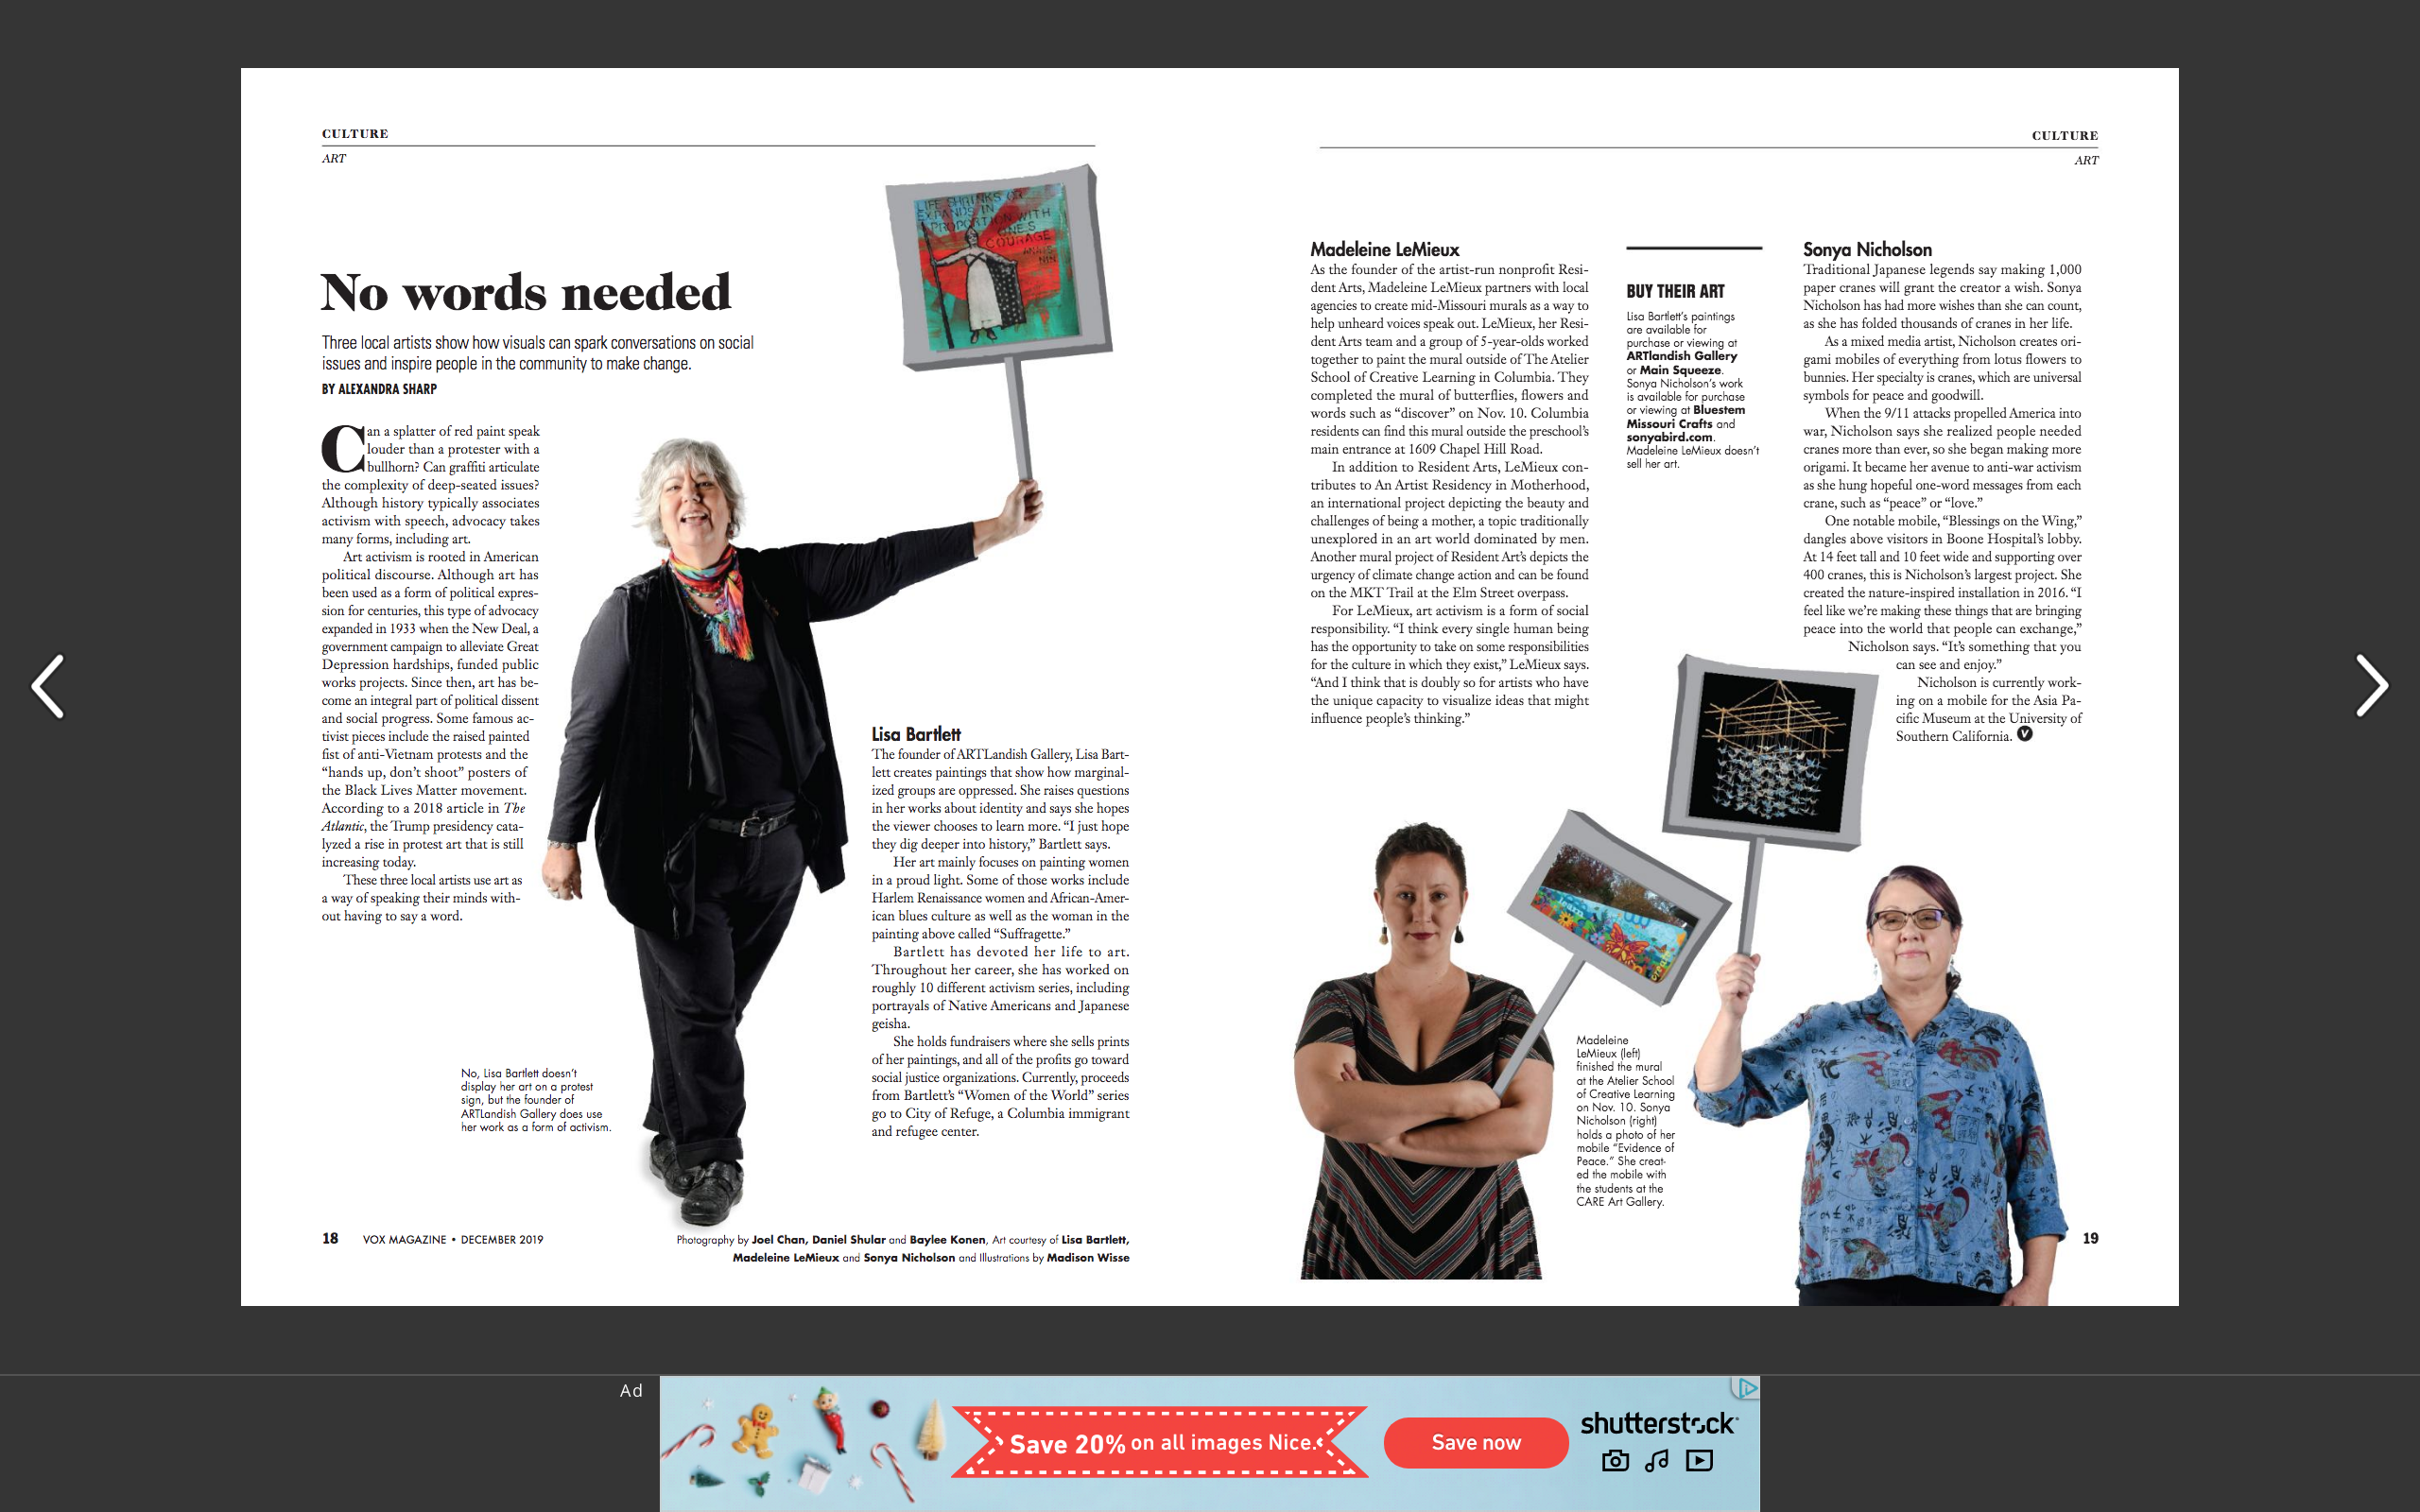 CULTURE
ART
LIFE SHRINKS OR
EXPANDS IN
PROPORTION WITH
ONE'S
COURAGE
ANAIS
NIN
No words needed
Three local artists show how visuals can spark conversations on social
issues and inspire people in the community to make change.
BY ALEXANDRA SHARP
Can a splatter of red paint speak
louder than a protester with a
bullhorn? Can graffiti articulate
the complexity of deep-seated issues?
Although history typically associates
activism with speech, advocacy takes
many forms, including art.
Art activism is rooted in American
political discourse. Although art has
been used as a form of political expres-
sion for centuries, this type of advocacy
expanded in 1933 when the New Deal, a
government campaign to alleviate Great
Depression hardships, funded public
works projects. Since then, art has be-
come an integral part of political dissent
and social progress. Some famous ac-
tivist pieces include the raised painted
fist of anti-Vietnam protests and the
“hands up, don’t shoot” posters of
the Black Lives Matter movement.
According to a 2018 article in The
Atlantic, the Trump presidency cata-
lyzed a rise in protest art that is still
increasing today.
These three local artists use art as
a way of speaking their minds with-
out having to say a word.
No, Lisa Bartlett doesn’t
display her art on a protest
sign, but the founder of
ARTLandish Gallery does use
her work as a form of activism.
Lisa Bartlett
The founder of ARTLandish Gallery, Lisa Bart-
lett creates paintings that show how marginal-
ized groups are oppressed. She raises questions
in her works about identity and says she hopes
the viewer chooses to learn more. “I just hope
they dig deeper into history,” Bartlett says.
Her art mainly focuses on painting women
in a proud light. Some of those works include
Harlem Renaissance women and African-Amer-
ican blues culture as well as the woman in the
painting above called “Suffragette.”
Bartlett has devoted her life to art.
Throughout her career, she has worked on
roughly 10 different activism series, including
portrayals of Native Americans and Japanese
geisha.
She holds fundraisers where she sells prints
of her paintings, and all of the profits go toward
social justice organizations. Currently, proceeds
from Bartlett’s “Women of the World” series
go to City of Refuge, a Columbia immigrant
and refugee center.
18 VOX MAGAZINE • DECEMBER 2019
Photography by Joel Chan, Daniel Shular and Baylee Konen, Art courtesy of Lisa Bartlett,
Madeleine LeMieux and Sonya Nicholson and Illustrations by Madison Wisse
CULTURE
ART
Madeleine LeMieux
As the founder of the artist-run nonprofit Resi-
dent Arts, Madeleine LeMieux partners with local
agencies to create mid-Missouri murals as a way to
help unheard voices speak out. LeMieux, her Resi-
dent Arts team and a group of 5-year-olds worked
together to paint the mural outside of The Atelier
School of Creative Learning in Columbia. They
completed the mural of butterflies, flowers and
words such as “discover” on Nov. 10. Columbia
residents can find this mural outside the preschool’s
main entrance at 1609 Chapel Hill Road.
In addition to Resident Arts, LeMieux con-
tributes to An Artist Residency in Motherhood,
an international project depicting the beauty and
challenges of being a mother, a topic traditionally
unexplored in an art world dominated by men.
Another mural project of Resident Art’s depicts the
urgency of climate change action and can be found
on the MKT Trail at the Elm Street overpass.
For LeMieux, art activism is a form of social
responsibility. “I think every single human being
has the opportunity to take on some responsibilities
for the culture in which they exist,” LeMieux says.
“And I think that is doubly so for artists who have
the unique capacity to visualize ideas that might
influence people’s thinking.”
BUY THEIR ART
Lisa Bartlett’s paintings
are available for
purchase or viewing at
ARTlandish Gallery
or Main Squeeze.
Sonya Nicholson’s work
is available for purchase
or viewing at Bluestem
Missouri Crafts and
sonyabird.com.
Madeleine LeMieux doesn’t
sell her art.
Sonya Nicholson
Traditional Japanese legends say making 1,000
paper cranes will grant the creator a wish. Sonya
Nicholson has had more wishes than she can count,
as she has folded thousands of cranes in her life.
As a mixed media artist, Nicholson creates ori-
gami mobiles of everything from lotus flowers to
bunnies. Her specialty is cranes, which are universal
symbols for peace and goodwill.
When the 9/11 attacks propelled America into
war, Nicholson says she realized people needed
cranes more than ever, so she began making more
origami. It became her avenue to anti-war activism
as she hung hopeful one-word messages from each
crane, such as “peace” or “love.”
One notable mobile, “Blessings on the Wing,”
dangles above visitors in Boone Hospital’s lobby.
At 14 feet tall and 10 feet wide and supporting over
400 cranes, this is Nicholson’s largest project. She
created the nature-inspired installation in 2016. “I
feel like we’re making these things that are bringing
peace into the world that people can exchange,”
Nicholson says. “It’s something that you
can see and enjoy.”
Nicholson is currently work-
ing on a mobile for the Asia Pa-
cific Museum at the University of
Southern California. V
Madeleine
LeMieux (left)
finished the mural
at the Atelier School
of Creative Learning
on Nov. 10. Sonya
Nicholson (right)
holds a photo of her
mobile “Evidence of
Peace.” She creat-
ed the mobile with
the students at the
CARE Art Gallery.
19
Ad
Save 20% on all images Nice.
Save now
shutterstock